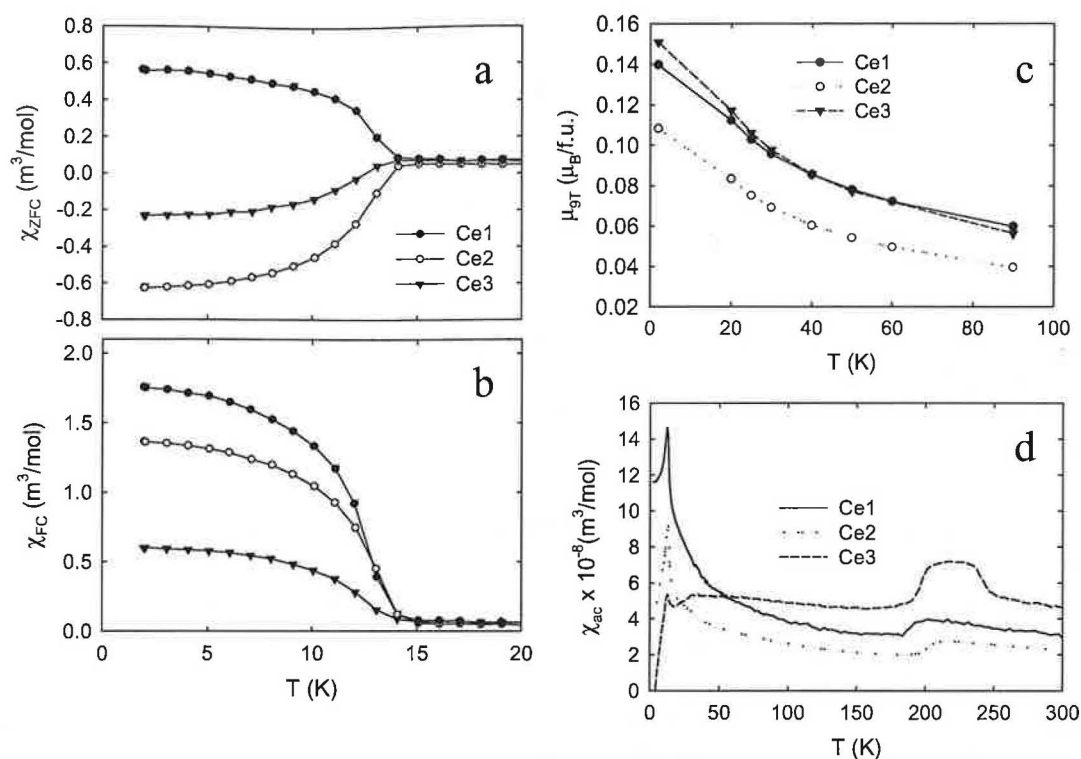 0.8
0.6
0.4
0.2
0.0
-0.2
-0.4
-0.6
-0.8
χZFC (m³/mol)
a
Ce1
Ce2
Ce3
2.0
1.5
1.0
0.5
0.0
χFC (m³/mol)
b
0 5 10 15 20
T (K)
0.16
0.14
0.12
0.10
0.08
0.06
0.04
0.02
μ9T (μB/f.u.)
c
Ce1
Ce2
Ce3
0 20 40 60 80 100
T (K)
16
14
12
10
8
6
4
2
0
χac x 10⁻⁸(m³/mol)
d
Ce1
Ce2
Ce3
0 50 100 150 200 250 300
T (K)